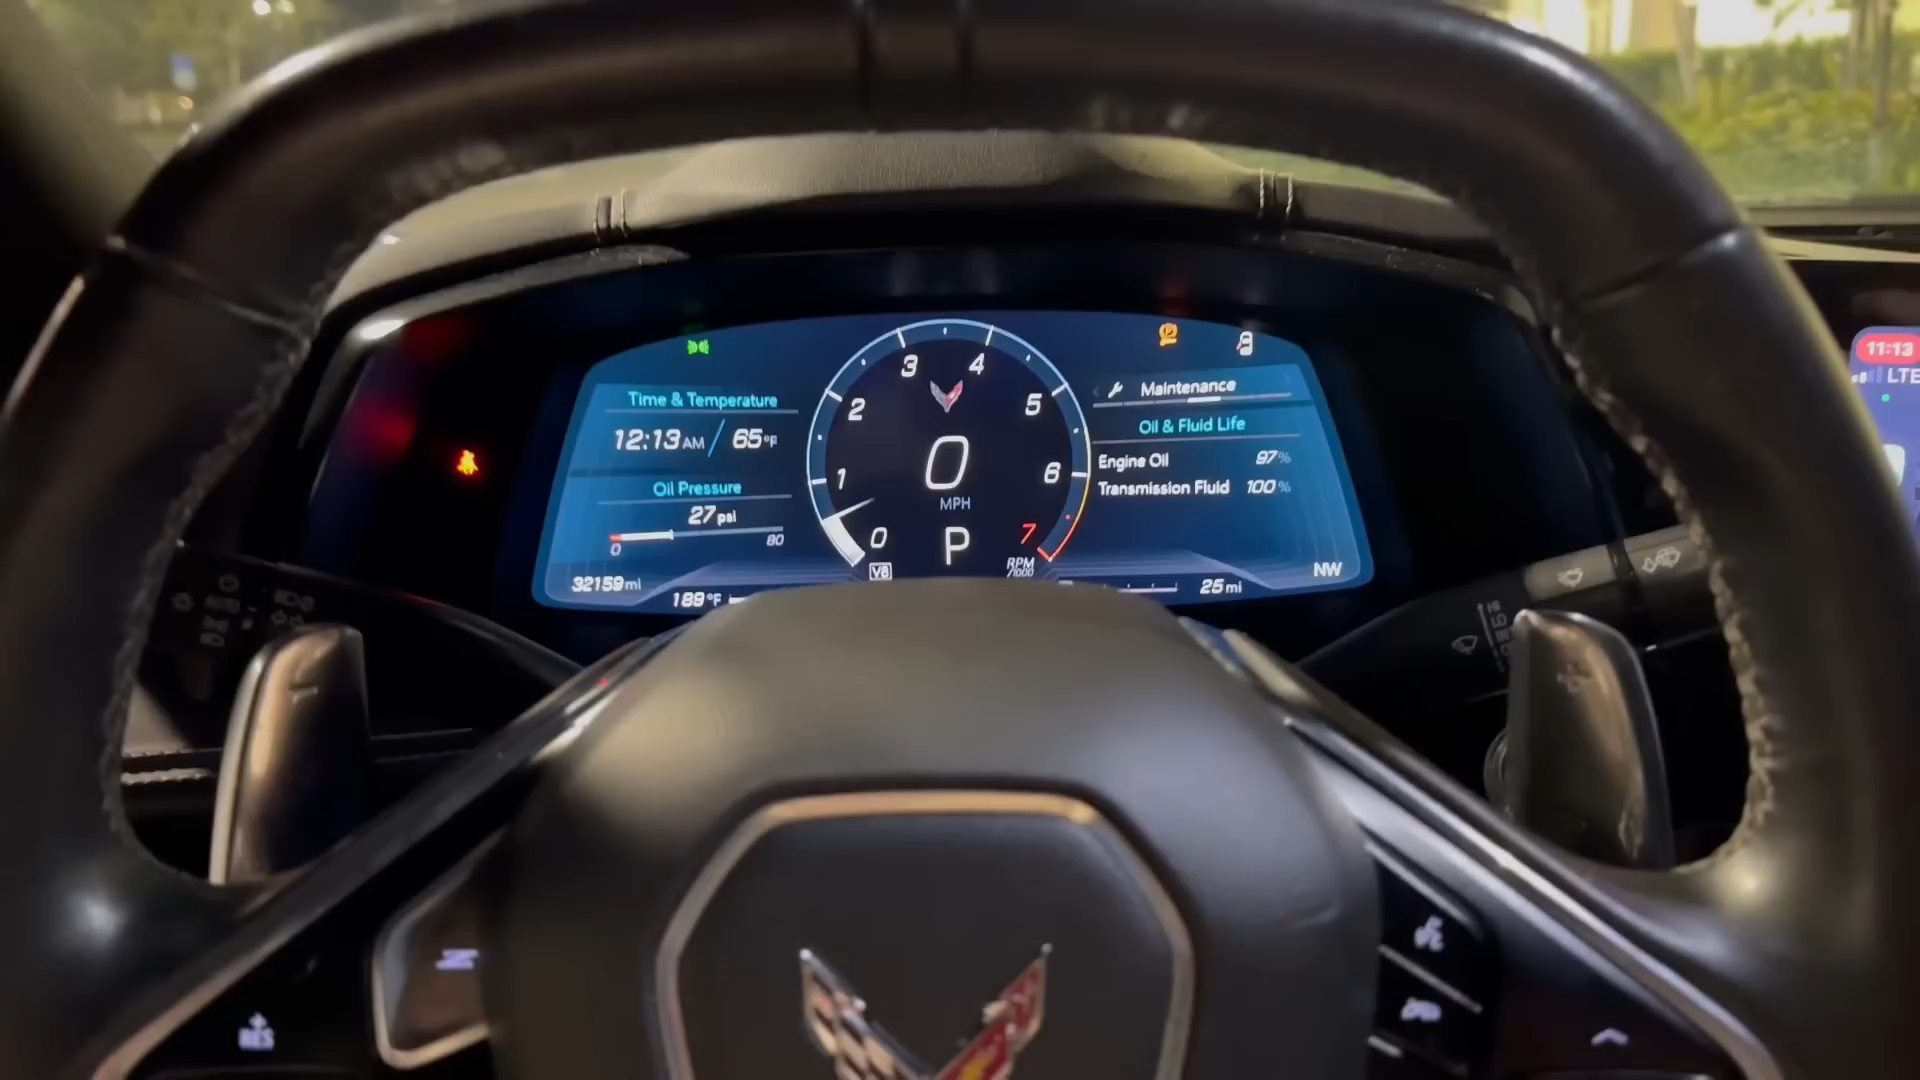 11:13
LTE
3 4
2 5
1 6
0 7
0
MPH
P
RPM
/1000
V8
Time & Temperature
12:13 AM / 65°F
Oil Pressure
27 psi
0 80
32159 mi
189°F
Maintenance
Oil & Fluid Life
Engine Oil 97%
Transmission Fluid 100%
25 mi
NW
+
RES